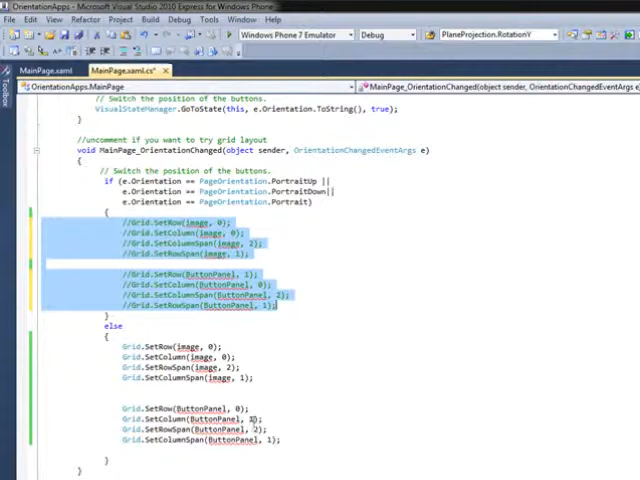 OrientationApps - Microsoft Visual Studio 2010 Express for Windows Phone
File Edit View Refactor Project Build Debug Data Tools Window Help
Windows Phone 7 Emulator Debug PlaneProjection.RotationY
MainPage.xaml MainPage.xaml.cs*
Toolbox
OrientationApps.MainPage MainPage_OrientationChanged(object sender, OrientationChangedEventArgs e)
// Switch the position of the buttons.
VisualStateManager.GoToState(this, e.Orientation.ToString(), true);
}
//uncomment if you want to try grid layout
void MainPage_OrientationChanged(object sender, OrientationChangedEventArgs e)
{
// Switch the position of the buttons.
if (e.Orientation == PageOrientation.PortraitUp ||
e.Orientation == PageOrientation.PortraitDown||
e.Orientation == PageOrientation.Portrait)
{
//Grid.SetRow(image, 0);
//Grid.SetColumn(image, 0);
//Grid.SetColumnSpan(image, 2);
//Grid.SetRowSpan(image, 1);
//Grid.SetRow(ButtonPanel, 1);
//Grid.SetColumn(ButtonPanel, 0);
//Grid.SetColumnSpan(ButtonPanel, 2);
//Grid.SetRowSpan(ButtonPanel, 1);
}
else
{
Grid.SetRow(image, 0);
Grid.SetColumn(image, 0);
Grid.SetRowSpan(image, 2);
Grid.SetColumnSpan(image, 1);
Grid.SetRow(ButtonPanel, 0);
Grid.SetColumn(ButtonPanel, 1);
Grid.SetRowSpan(ButtonPanel, 2);
Grid.SetColumnSpan(ButtonPanel, 1);
}
}